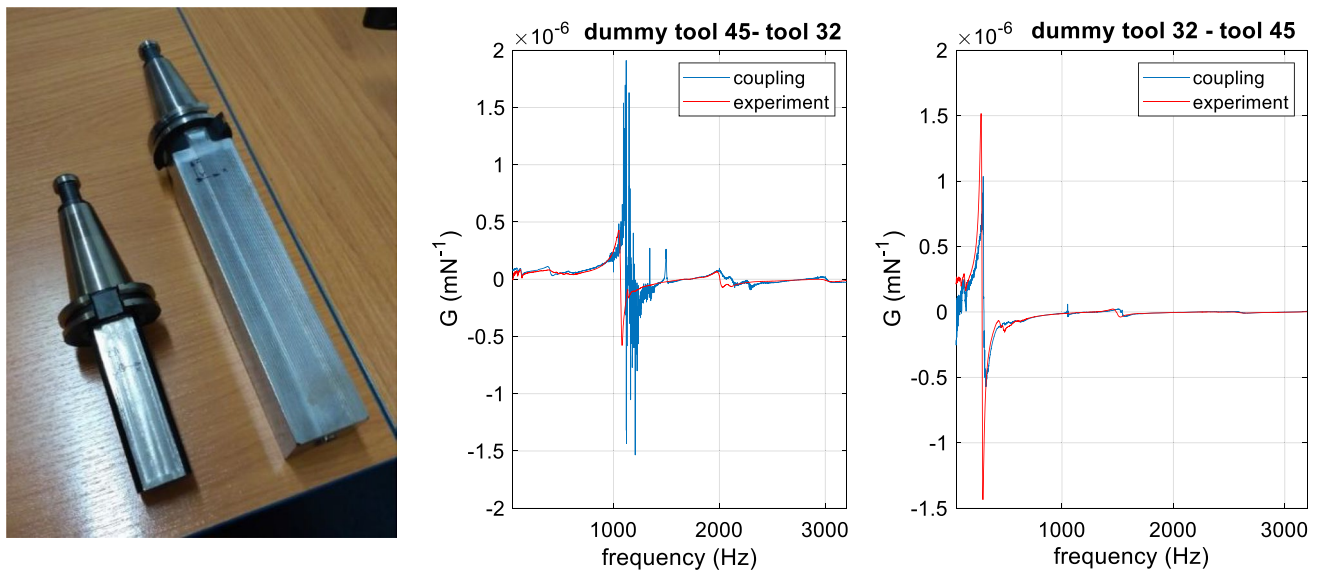 ×10⁻⁶ dummy tool 45- tool 32
2
1.5
1
0.5
0
-0.5
-1
-1.5
-2
G (mN⁻¹)
coupling
experiment
1000 2000 3000
frequency (Hz)
×10⁻⁶ dummy tool 32 - tool 45
2
1.5
1
0.5
0
-0.5
-1
-1.5
G (mN⁻¹)
coupling
experiment
1000 2000 3000
frequency (Hz)